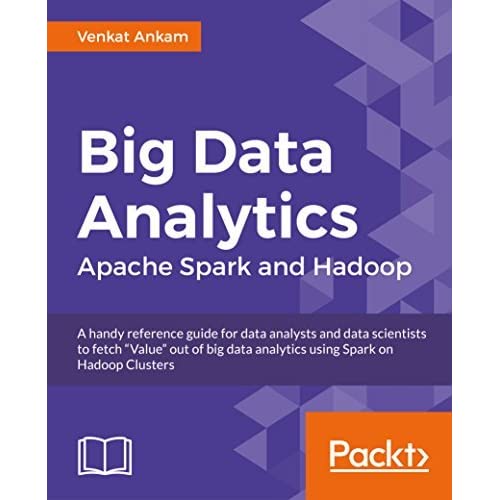 Venkat Ankam
Big Data
Analytics
Apache Spark and Hadoop
A handy reference guide for data analysts and data scientists
to fetch “Value” out of big data analytics using Spark on
Hadoop Clusters
Packt>